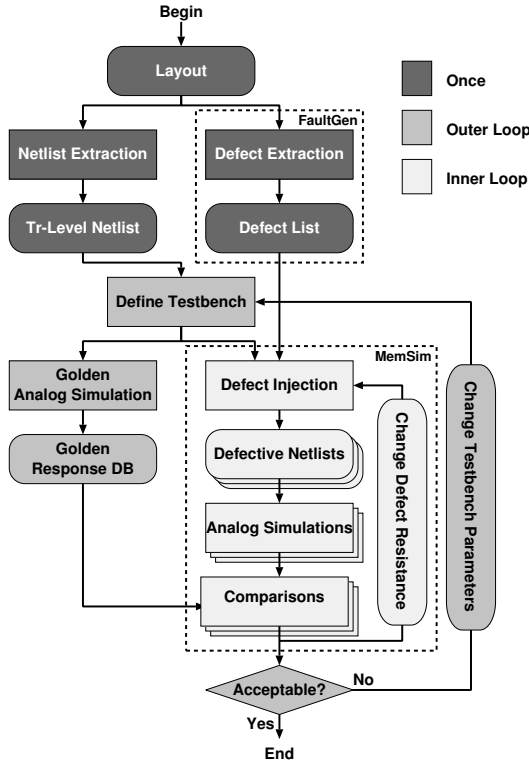 Begin
Layout
Once
Outer Loop
Inner Loop
FaultGen
Netlist Extraction
Defect Extraction
Tr-Level Netlist
Defect List
Define Testbench
MemSim
Golden
Analog Simulation
Defect Injection
Golden
Response DB
Defective Netlists
Analog Simulations
Comparisons
Change Defect Resistance
Change Testbench Parameters
Acceptable?
No
Yes
End